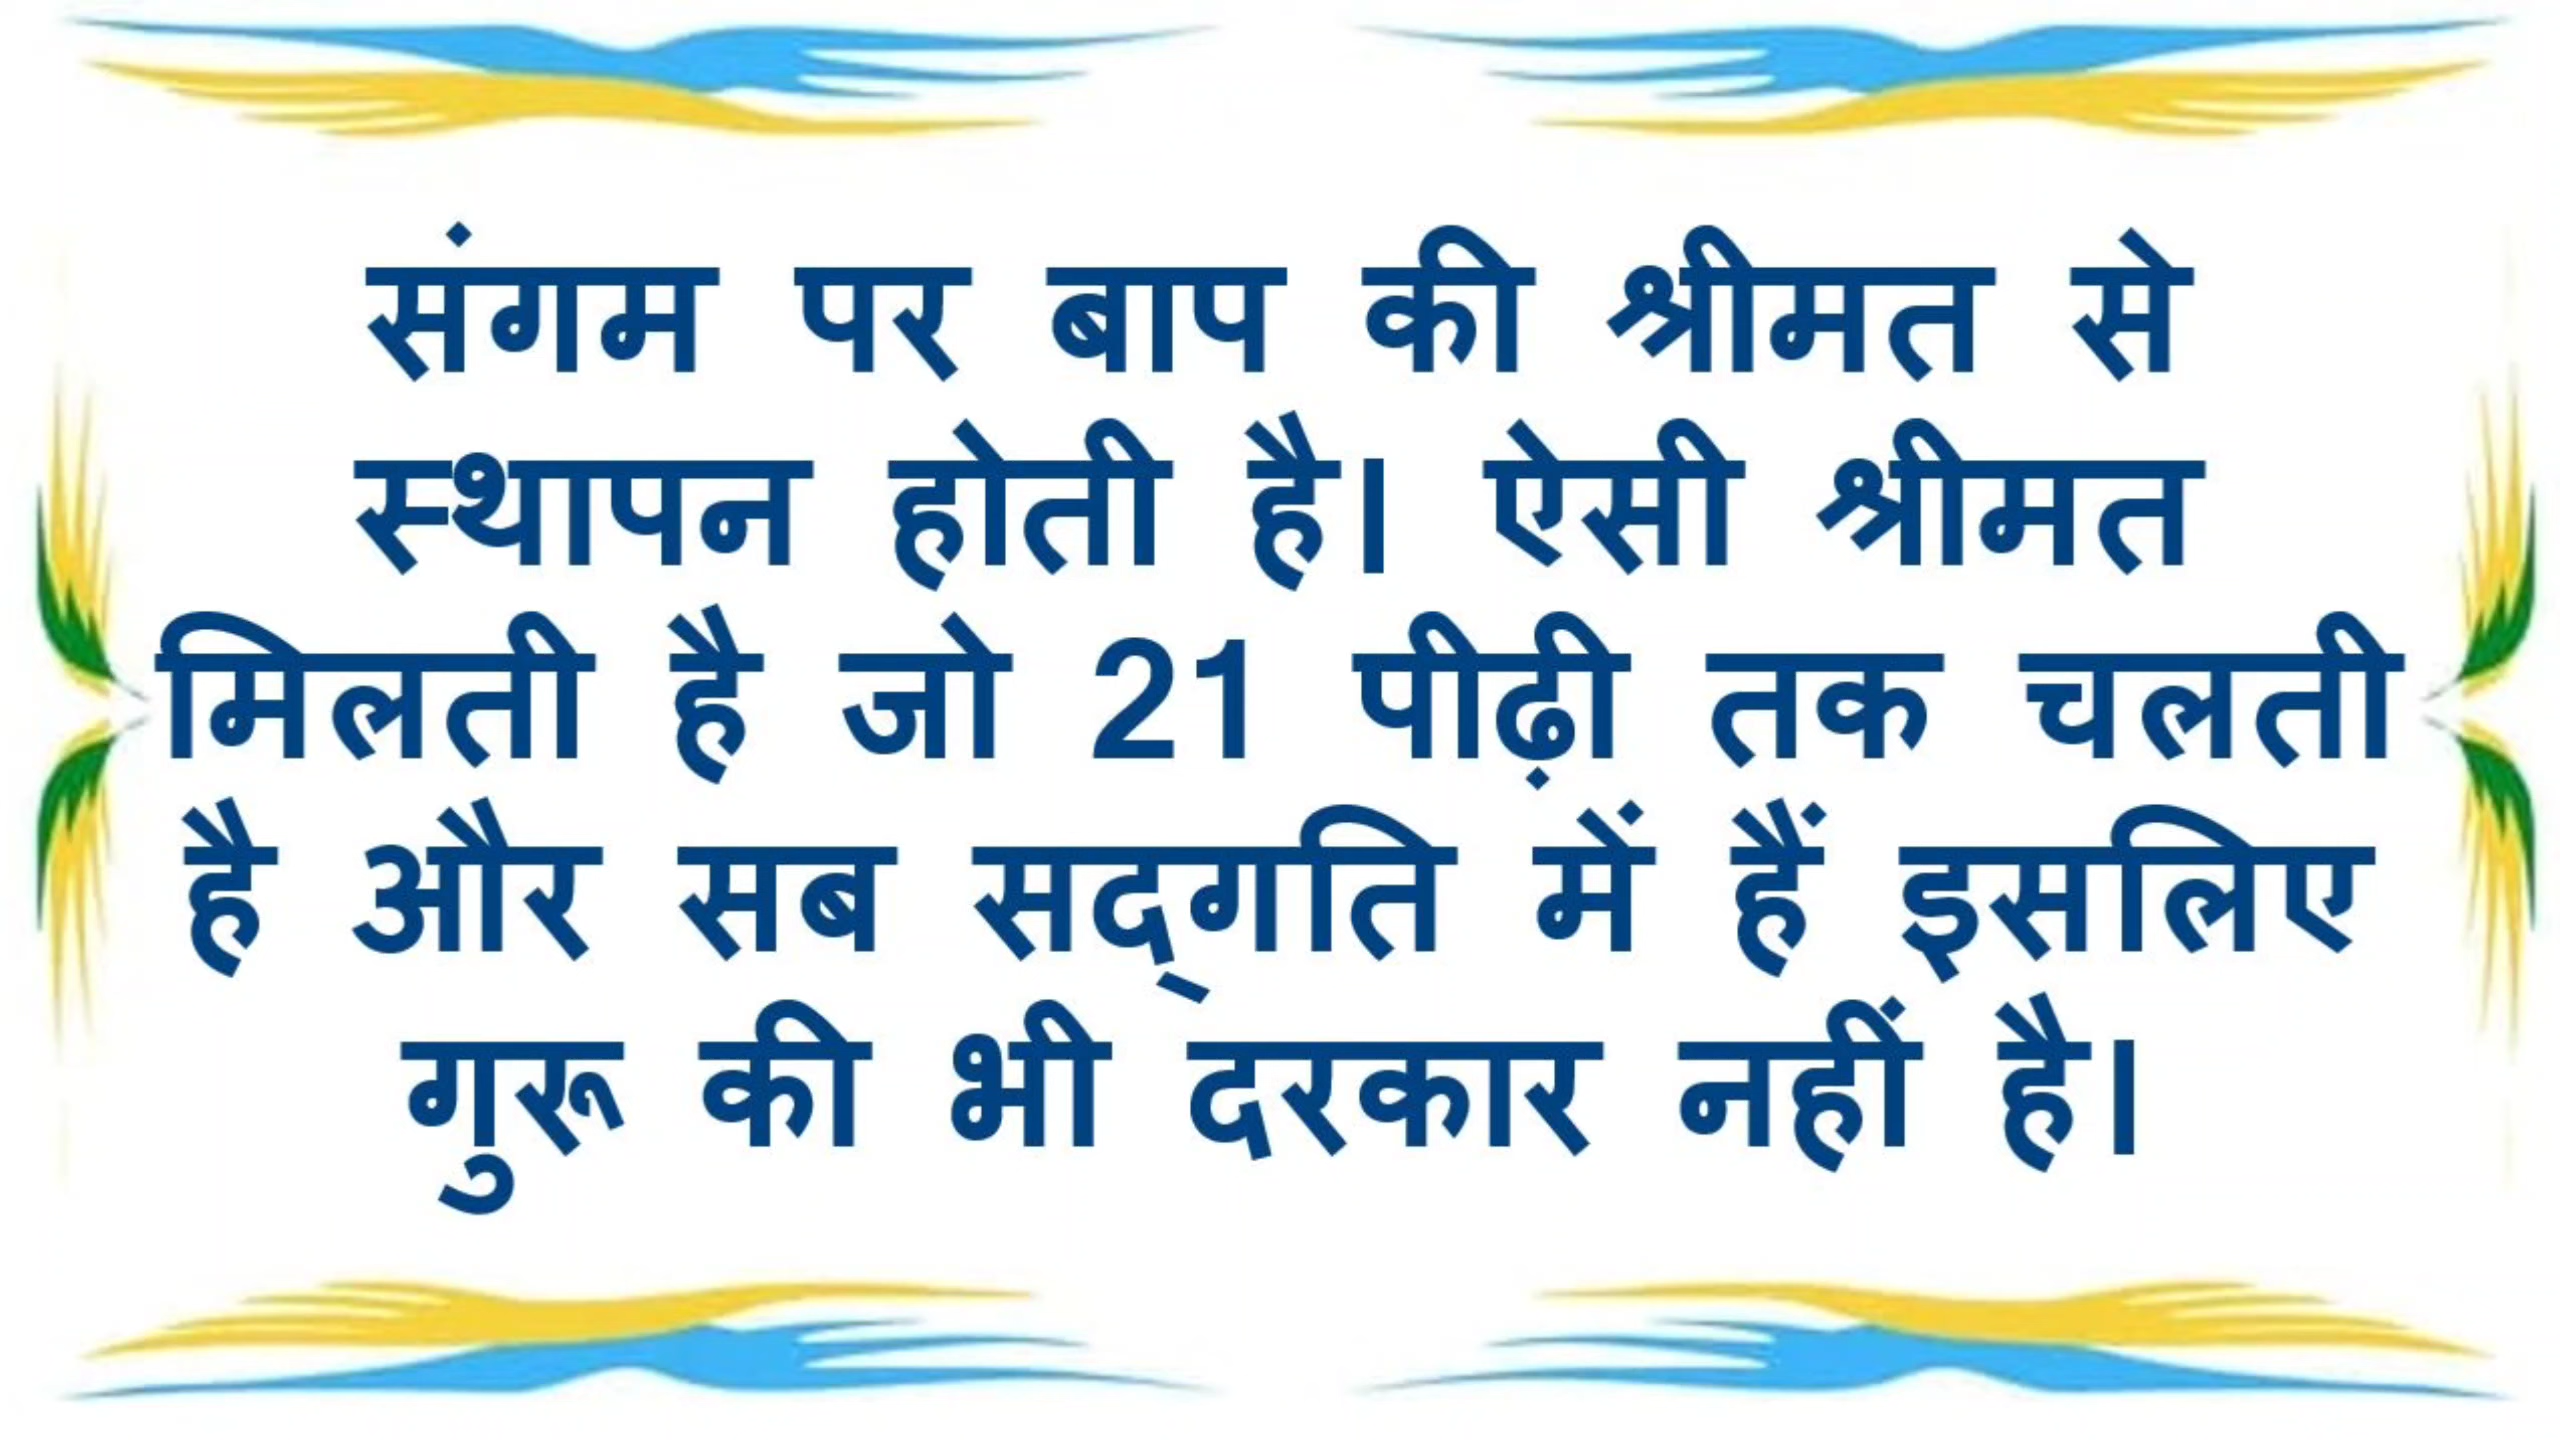 संगम पर बाप की श्रीमत से
स्थापन होती है। ऐसी श्रीमत
मिलती है जो 21 पीढ़ी तक चलती
है और सब सद्गति में हैं इसलिए
गुरू की भी दरकार नहीं है।